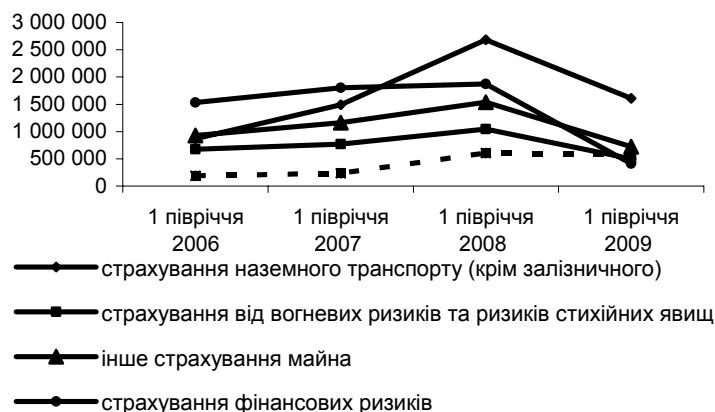 3 000 000
2 500 000
2 000 000
1 500 000
1 000 000
500 000
0
1 півріччя 1 півріччя 1 півріччя 1 півріччя
2006 2007 2008 2009
страхування наземного транспорту (крім залізничного)
страхування від вогневих ризиків та ризиків стихійних явищ
інше страхування майна
страхування фінансових ризиків